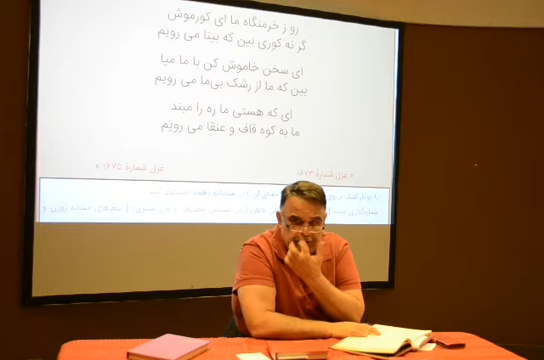 رو ز خرمنگاه ما ای کورموش
گر نه کوری بین که بینا می رویم
ای سخن خاموش کن با ما میا
بین که ما از رشک بی‌ما می رویم
ای که هستی ما ره را مبند
ما به کوه قاف و عنقا می رویم
« غزل شمارهٔ ۱۶۷۳
غزل شمارهٔ ۱۶۷۵ »